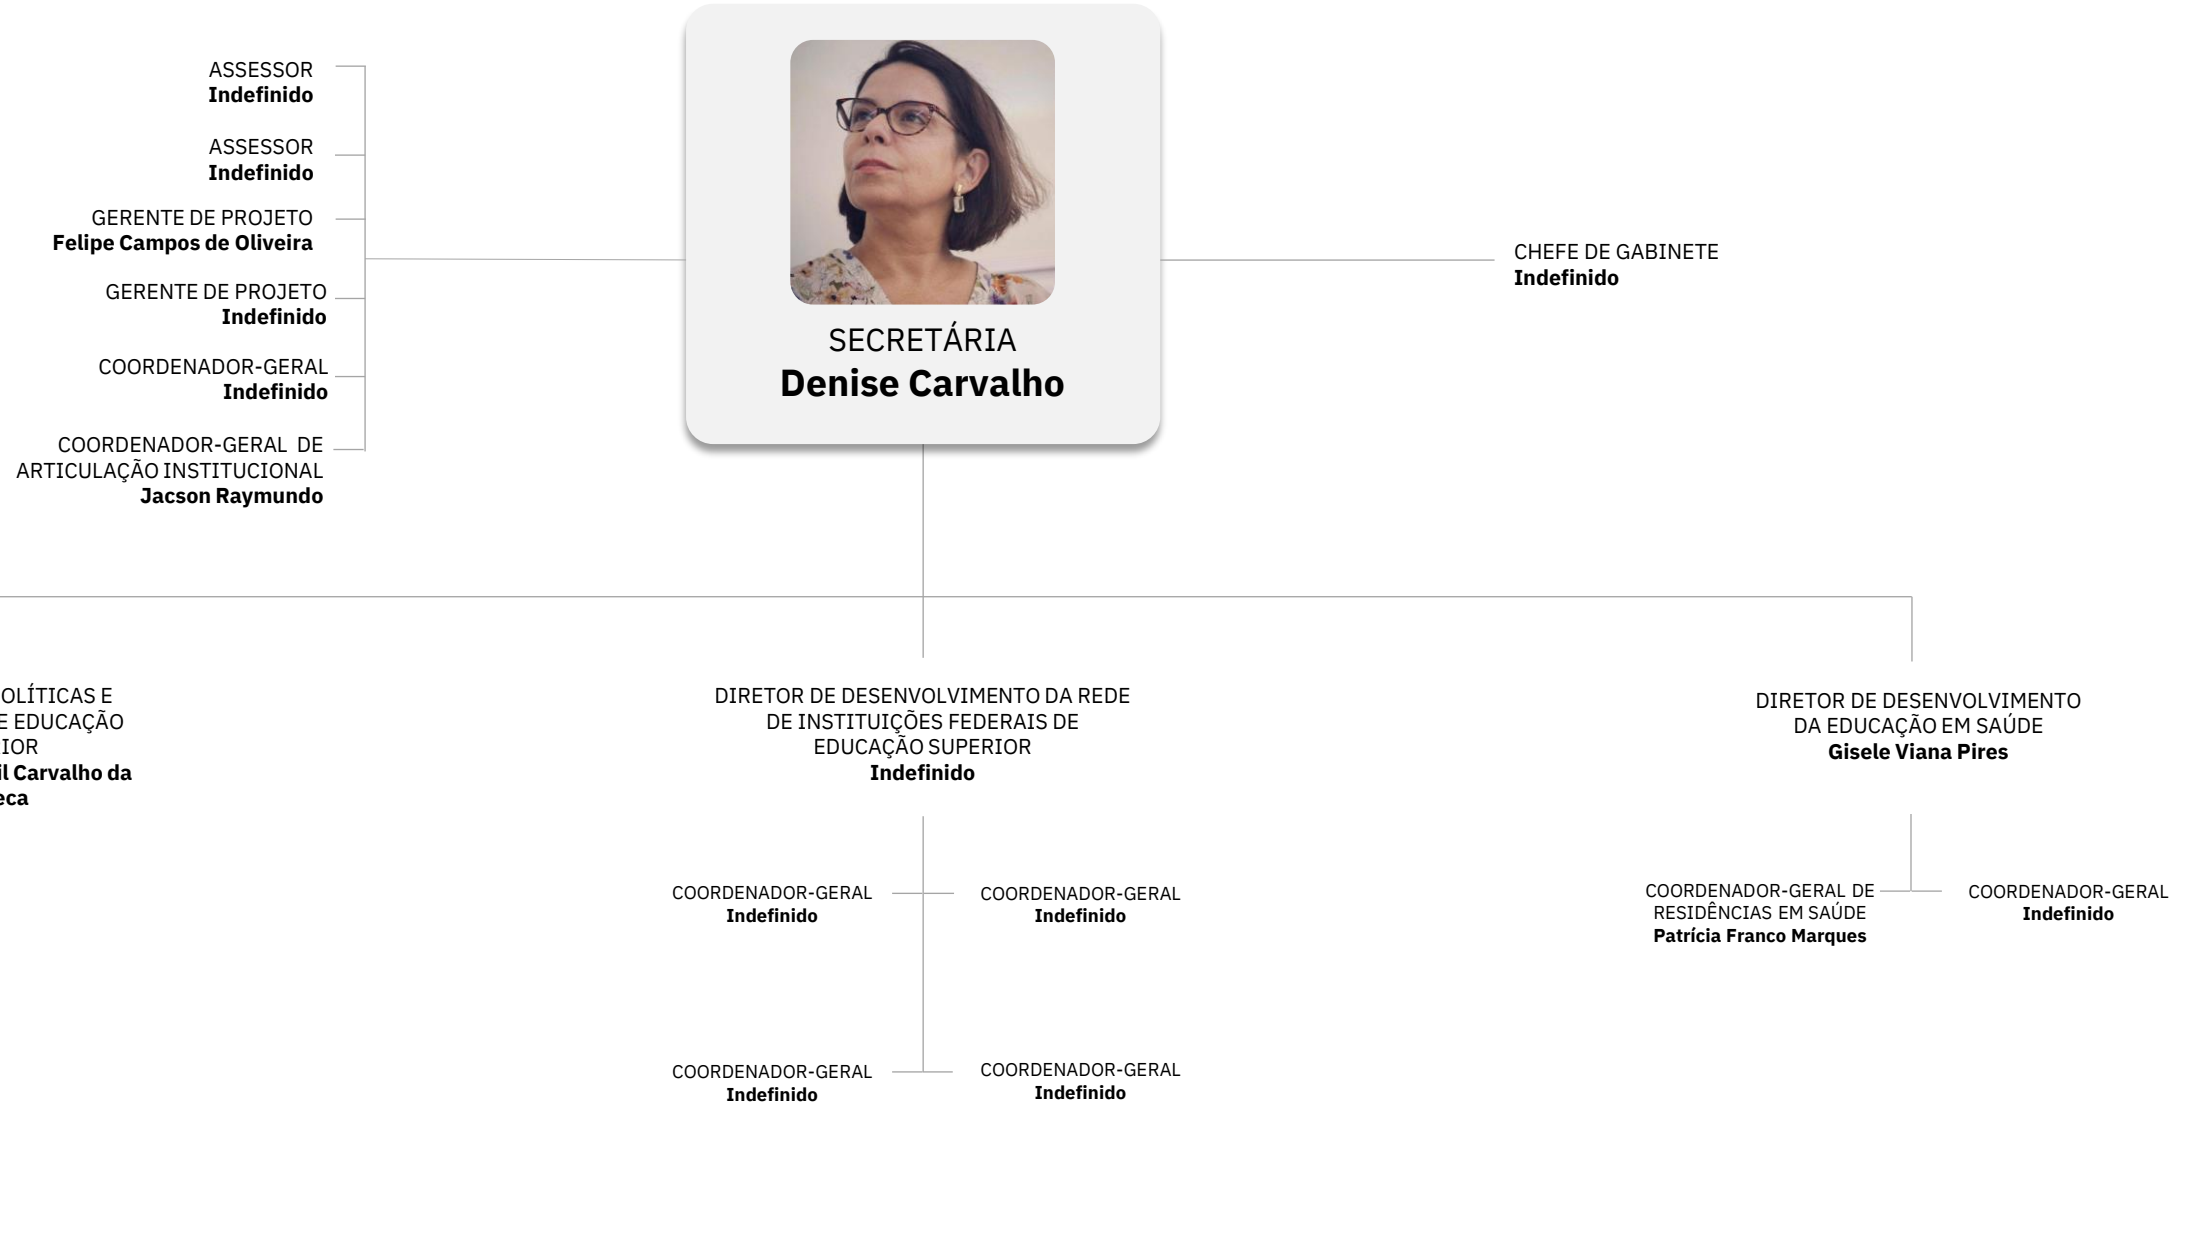 ASSESSOR
Indefinido
ASSESSOR
Indefinido
GERENTE DE PROJETO
Felipe Campos de Oliveira
GERENTE DE PROJETO
Indefinido
COORDENADOR-GERAL
Indefinido
COORDENADOR-GERAL DE
ARTICULAÇÃO INSTITUCIONAL
Jacson Raymundo
SECRETÁRIA
Denise Carvalho
CHEFE DE GABINETE
Indefinido
OLÍTICAS E
E EDUCAÇÃO
IOR
il Carvalho da
eca
DIRETOR DE DESENVOLVIMENTO DA REDE
DE INSTITUIÇÕES FEDERAIS DE
EDUCAÇÃO SUPERIOR
Indefinido
COORDENADOR-GERAL
Indefinido
COORDENADOR-GERAL
Indefinido
COORDENADOR-GERAL
Indefinido
COORDENADOR-GERAL
Indefinido
DIRETOR DE DESENVOLVIMENTO
DA EDUCAÇÃO EM SAÚDE
Gisele Viana Pires
COORDENADOR-GERAL DE
RESIDÊNCIAS EM SAÚDE
Patrícia Franco Marques
COORDENADOR-GERAL
Indefinido